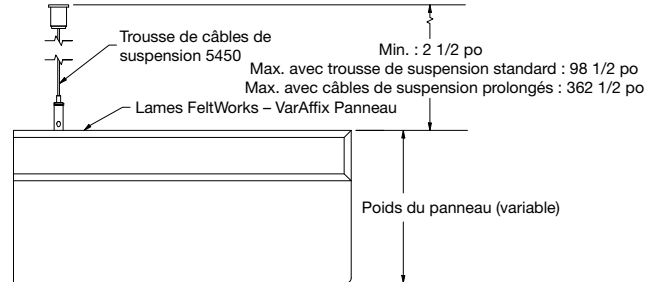 Trousse de câbles de
suspension 5450
Min. : 2 1/2 po
Max. avec trousse de suspension standard : 98 1/2 po
Max. avec câbles de suspension prolongés : 362 1/2 po
Lames FeltWorks – VarAffix Panneau
Poids du panneau (variable)